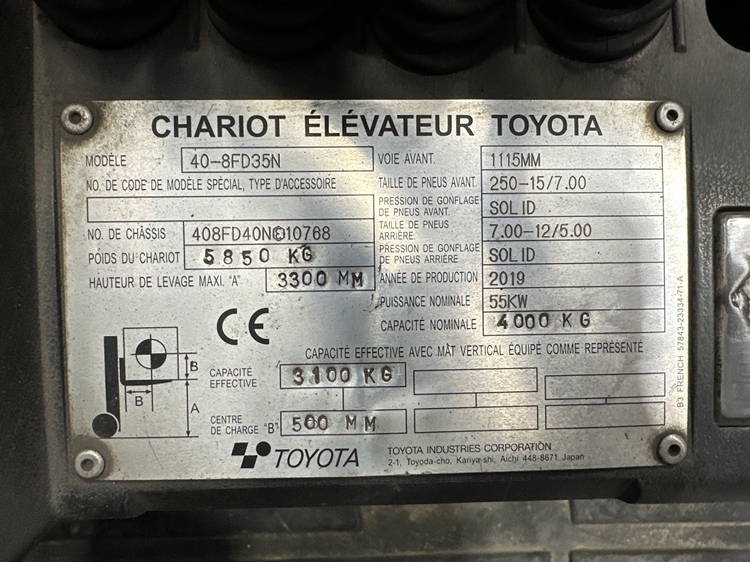 CHARIOT ÉLÉVATEUR TOYOTA
MODÈLE 40-8FD35N
NO. DE CODE DE MODÈLE SPÉCIAL, TYPE D'ACCESSOIRE
NO. DE CHÂSSIS 408FD40N©10768
POIDS DU CHARIOT 5850 KG
HAUTEUR DE LEVAGE MAXI. "A" 3300 MM
VOIE AVANT. 1115MM
TAILLE DE PNEUS AVANT. 250-15/7.00
PRESSION DE GONFLAGE
DE PNEUS AVANT. SOLID
TAILLE DE PNEUS
ARRIÈRE. 7.00-12/5.00
PRESSION DE GONFLAGE
DE PNEUS ARRIÈRE SOLID
ANNÉE DE PRODUCTION 2019
PUISSANCE NOMINALE 55KW
CAPACITÉ NOMINALE 4000 KG
CE
CAPACITÉ EFFECTIVE AVEC MÂT VERTICAL ÉQUIPÉ COMME REPRÉSENTÉ
B
B
A
CAPACITÉ
EFFECTIVE 3100 KG
CENTRE
DE CHARGE "B" 500 MM
TOYOTA
TOYOTA INDUSTRIES CORPORATION
2-1, Toyoda-cho, Kariya-shi, Aichi 448-8671, Japan
B3 FRENCH 57843-23334-71-A